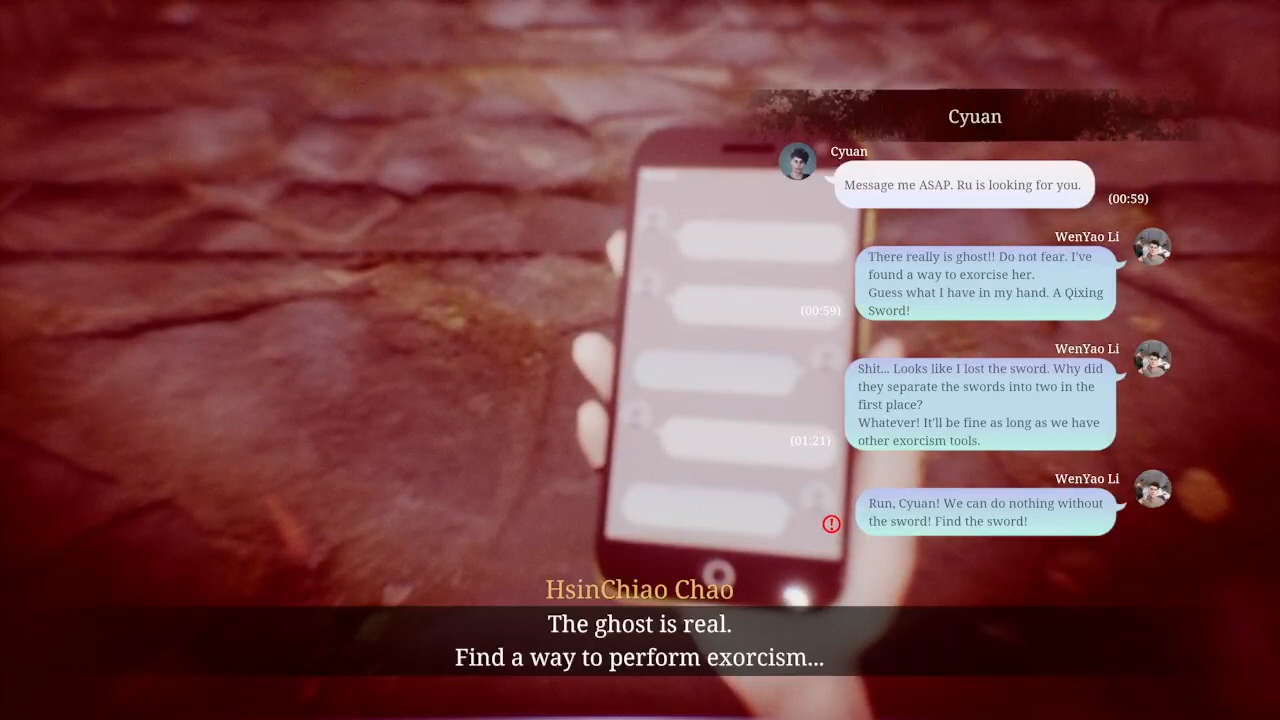 Cyuan
Cyuan
Message me ASAP. Ru is looking for you.
(00:59)
WenYao Li
There really is ghost!! Do not fear. I've
found a way to exorcise her.
Guess what I have in my hand. A Qixing
Sword!
(00:59)
WenYao Li
Shit... Looks like I lost the sword. Why did
they separate the swords into two in the
first place?
Whatever! It'll be fine as long as we have
other exorcism tools.
(01:21)
WenYao Li
Run, Cyuan! We can do nothing without
the sword! Find the sword!
HsinChiao Chao
The ghost is real.
Find a way to perform exorcism...